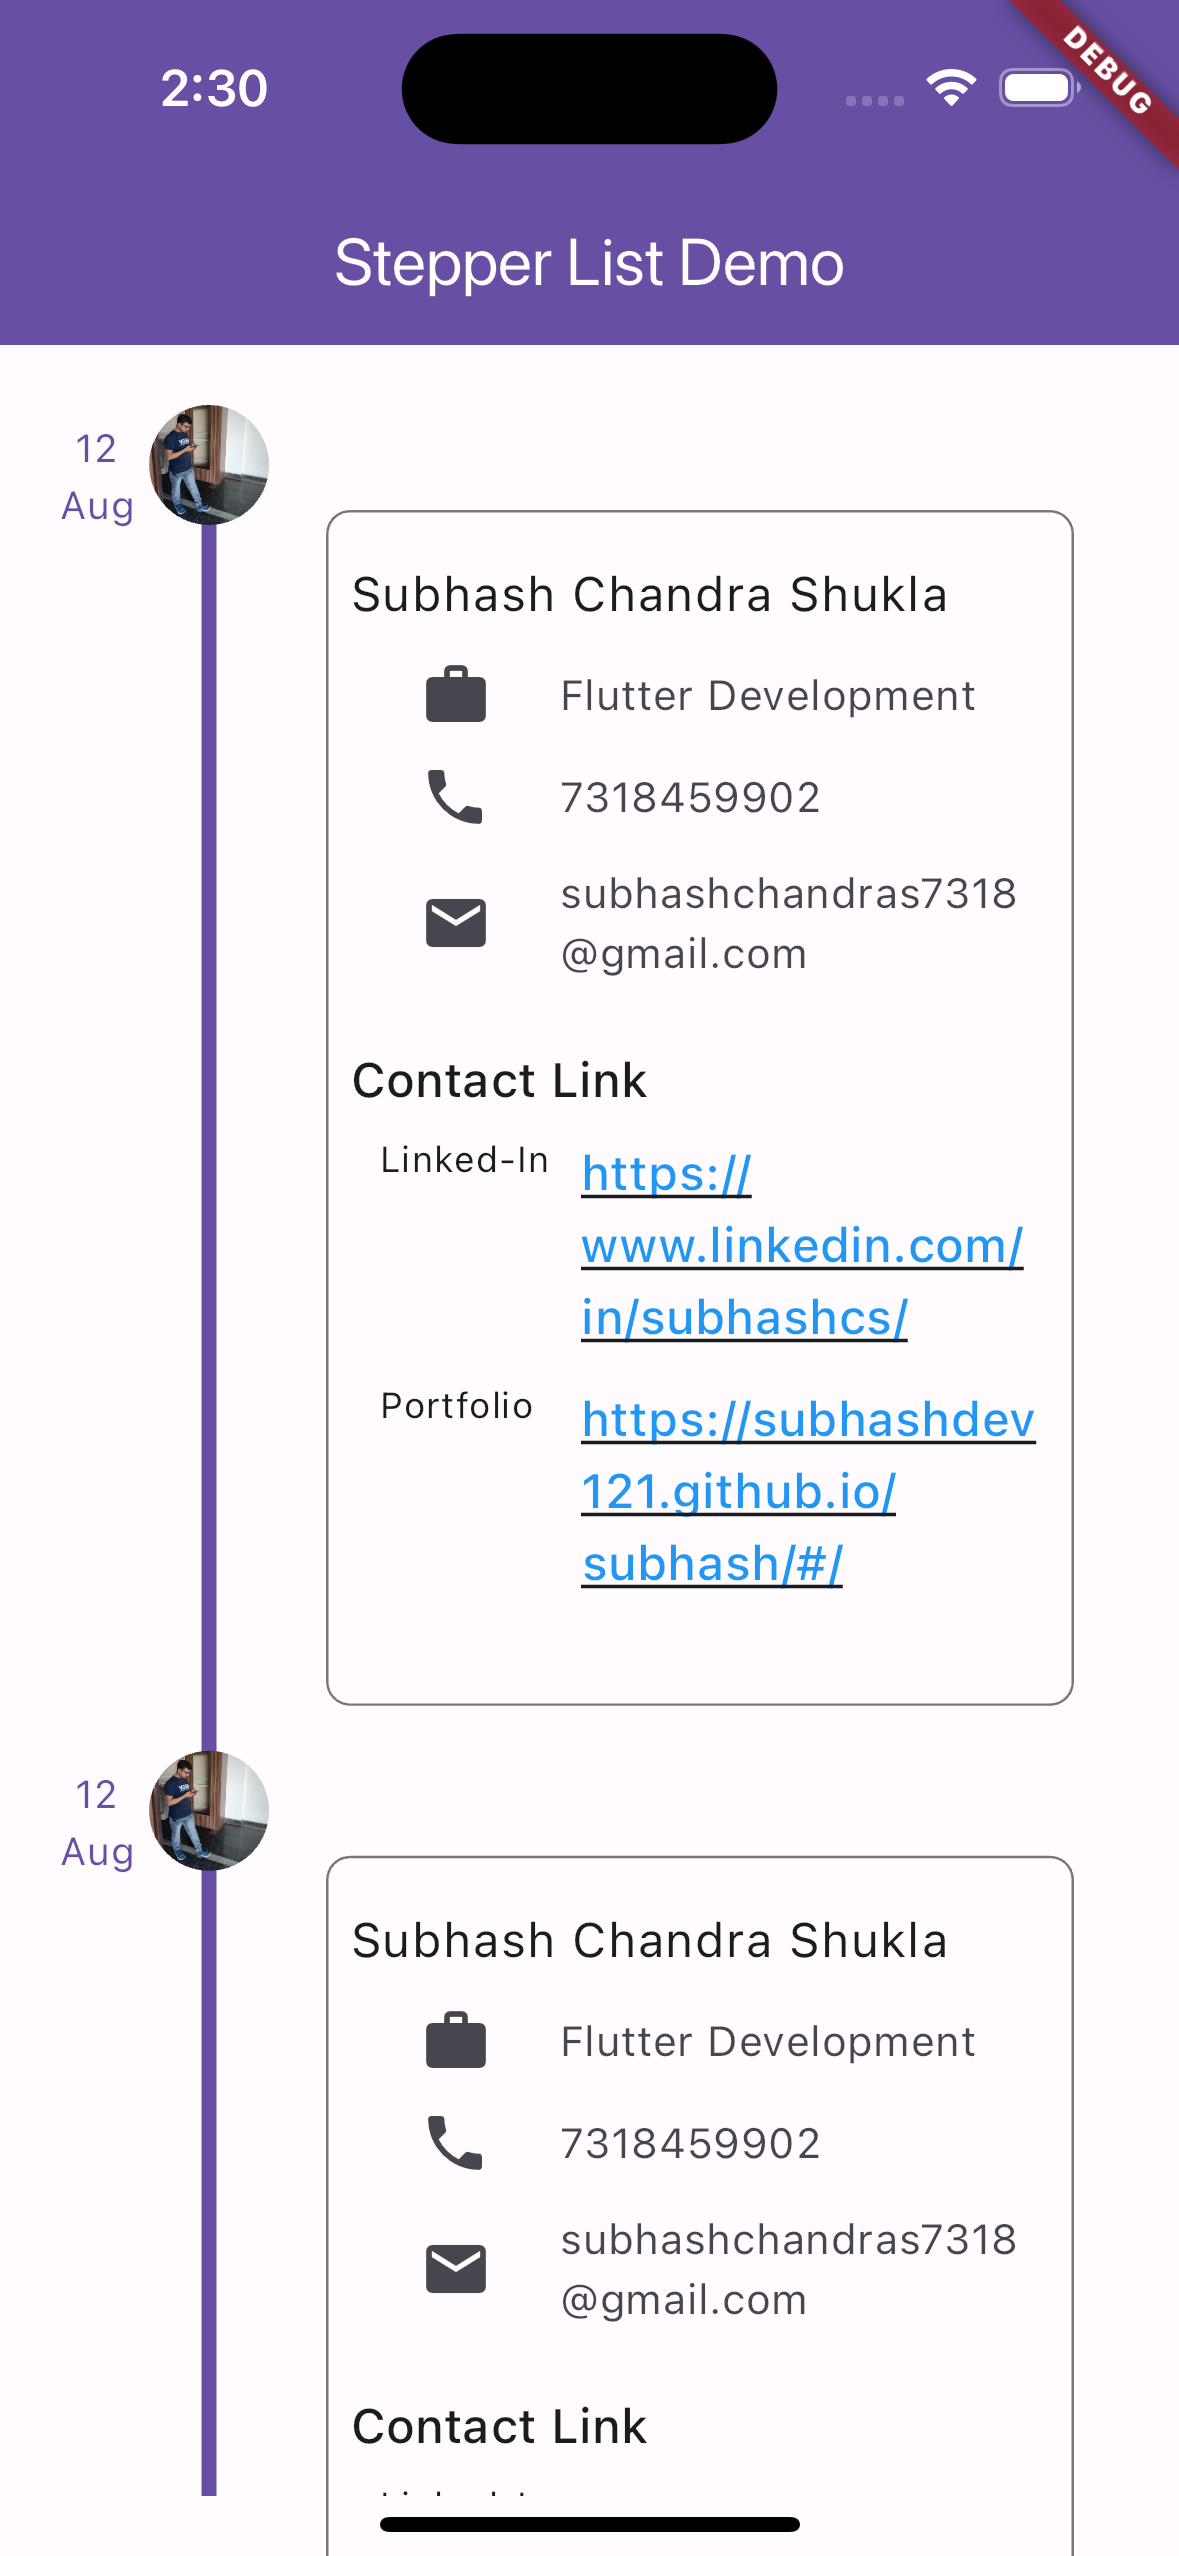 2:30
DEBUG
Stepper List Demo
12
Aug
Subhash Chandra Shukla
Flutter Development
7318459902
subhashchandras7318
@gmail.com
Contact Link
Linked-In
https://
www.linkedin.com/
in/subhashcs/
Portfolio
https://subhashdev
121.github.io/
subhash/#/
12
Aug
Subhash Chandra Shukla
Flutter Development
7318459902
subhashchandras7318
@gmail.com
Contact Link